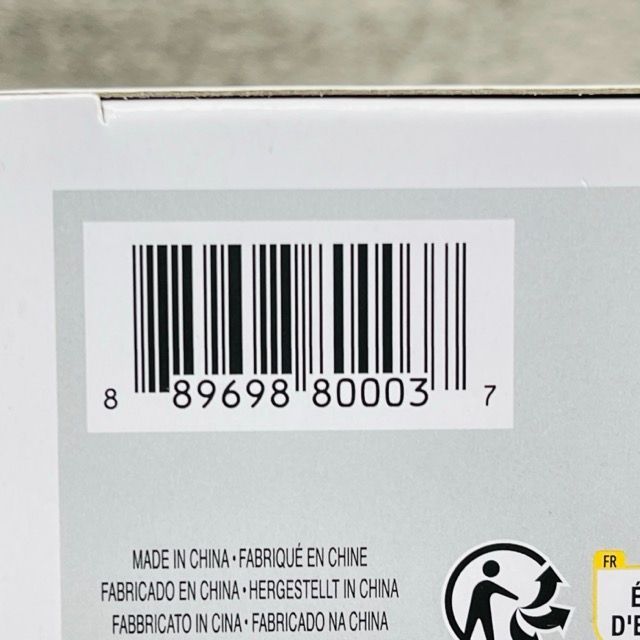 8 89698 80003 7
MADE IN CHINA • FABRIQUÉ EN CHINE
FABRICADO EN CHINA • HERGESTELLT IN CHINA
FABBRICATO IN CINA • FABRICADO NA CHINA
FR